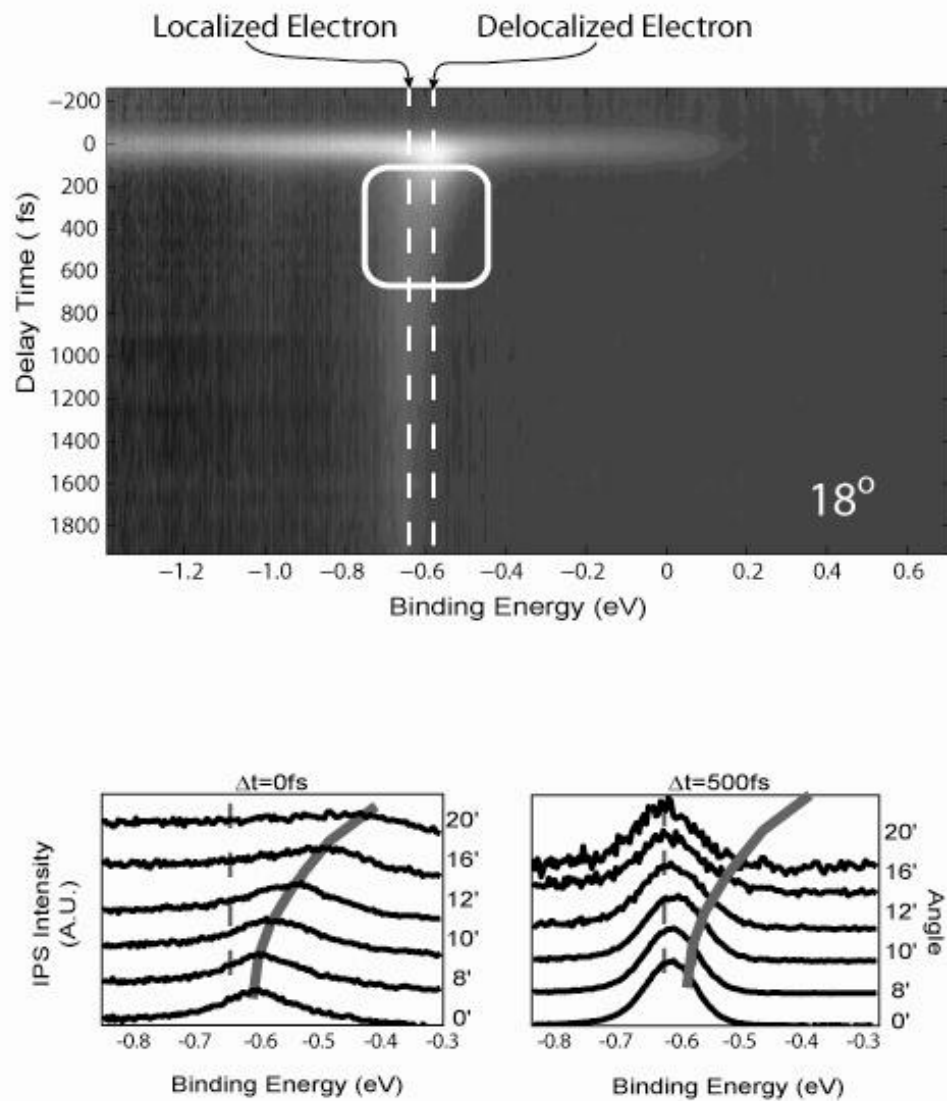 Localized Electron Delocalized Electron
Delay Time ( fs)
−200
0
200
400
600
800
1000
1200
1400
1600
1800
18°
−1.2 −1.0 −0.8 −0.6 −0.4 −0.2 0 0.2 0.4 0.6
Binding Energy (eV)
Δt=0fs
IPS Intensity
(A.U.)
20'
16'
12'
10'
8'
0'
-0.8 -0.7 -0.6 -0.5 -0.4 -0.3
Binding Energy (eV)
Δt=500fs
20'
16'
12'
10'
8'
0'
Angle
-0.8 -0.7 -0.6 -0.5 -0.4 -0.3
Binding Energy (eV)